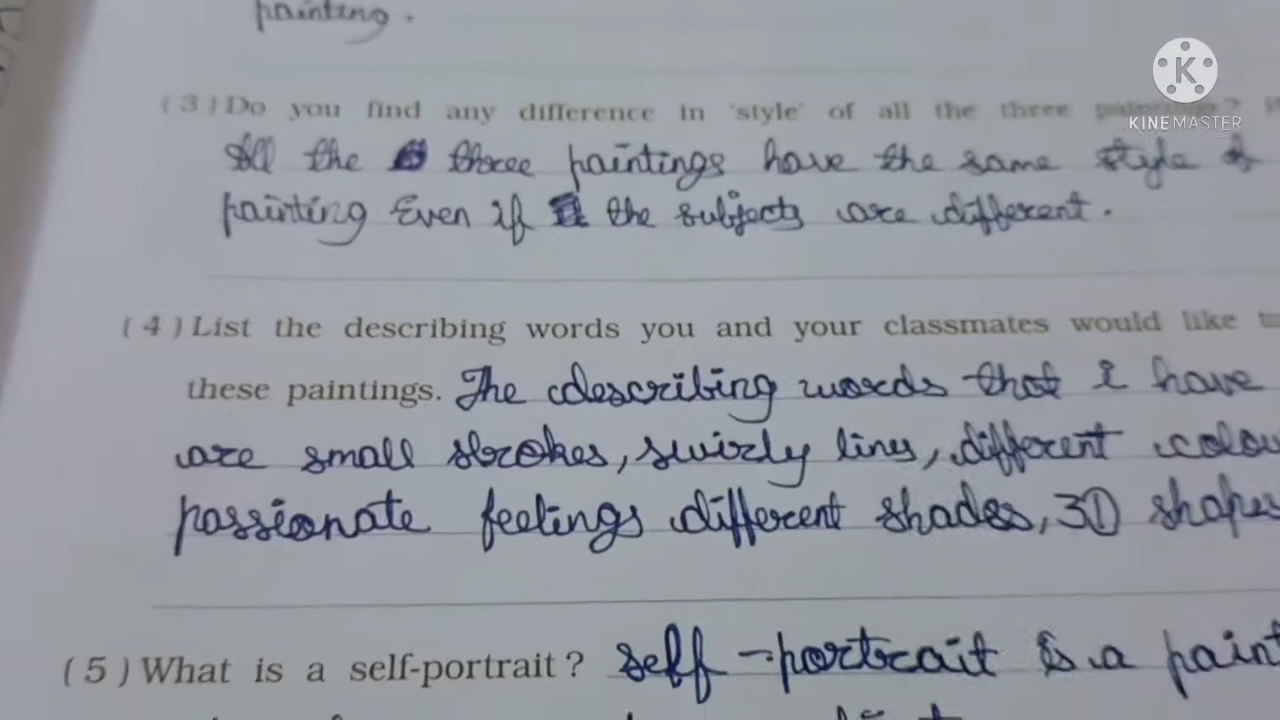 painting.
KINEMASTER
(3) Do you find any difference in 'style' of all the three paintings?
All the three paintings have the same style of
painting Even if the subjects are different.
(4) List the describing words you and your classmates would like
these paintings. The describing words that I have
are small strokes, swirly lines, different
passionate feelings different shades, 3D shapes
(5) What is a self-portrait? self-portrait is a